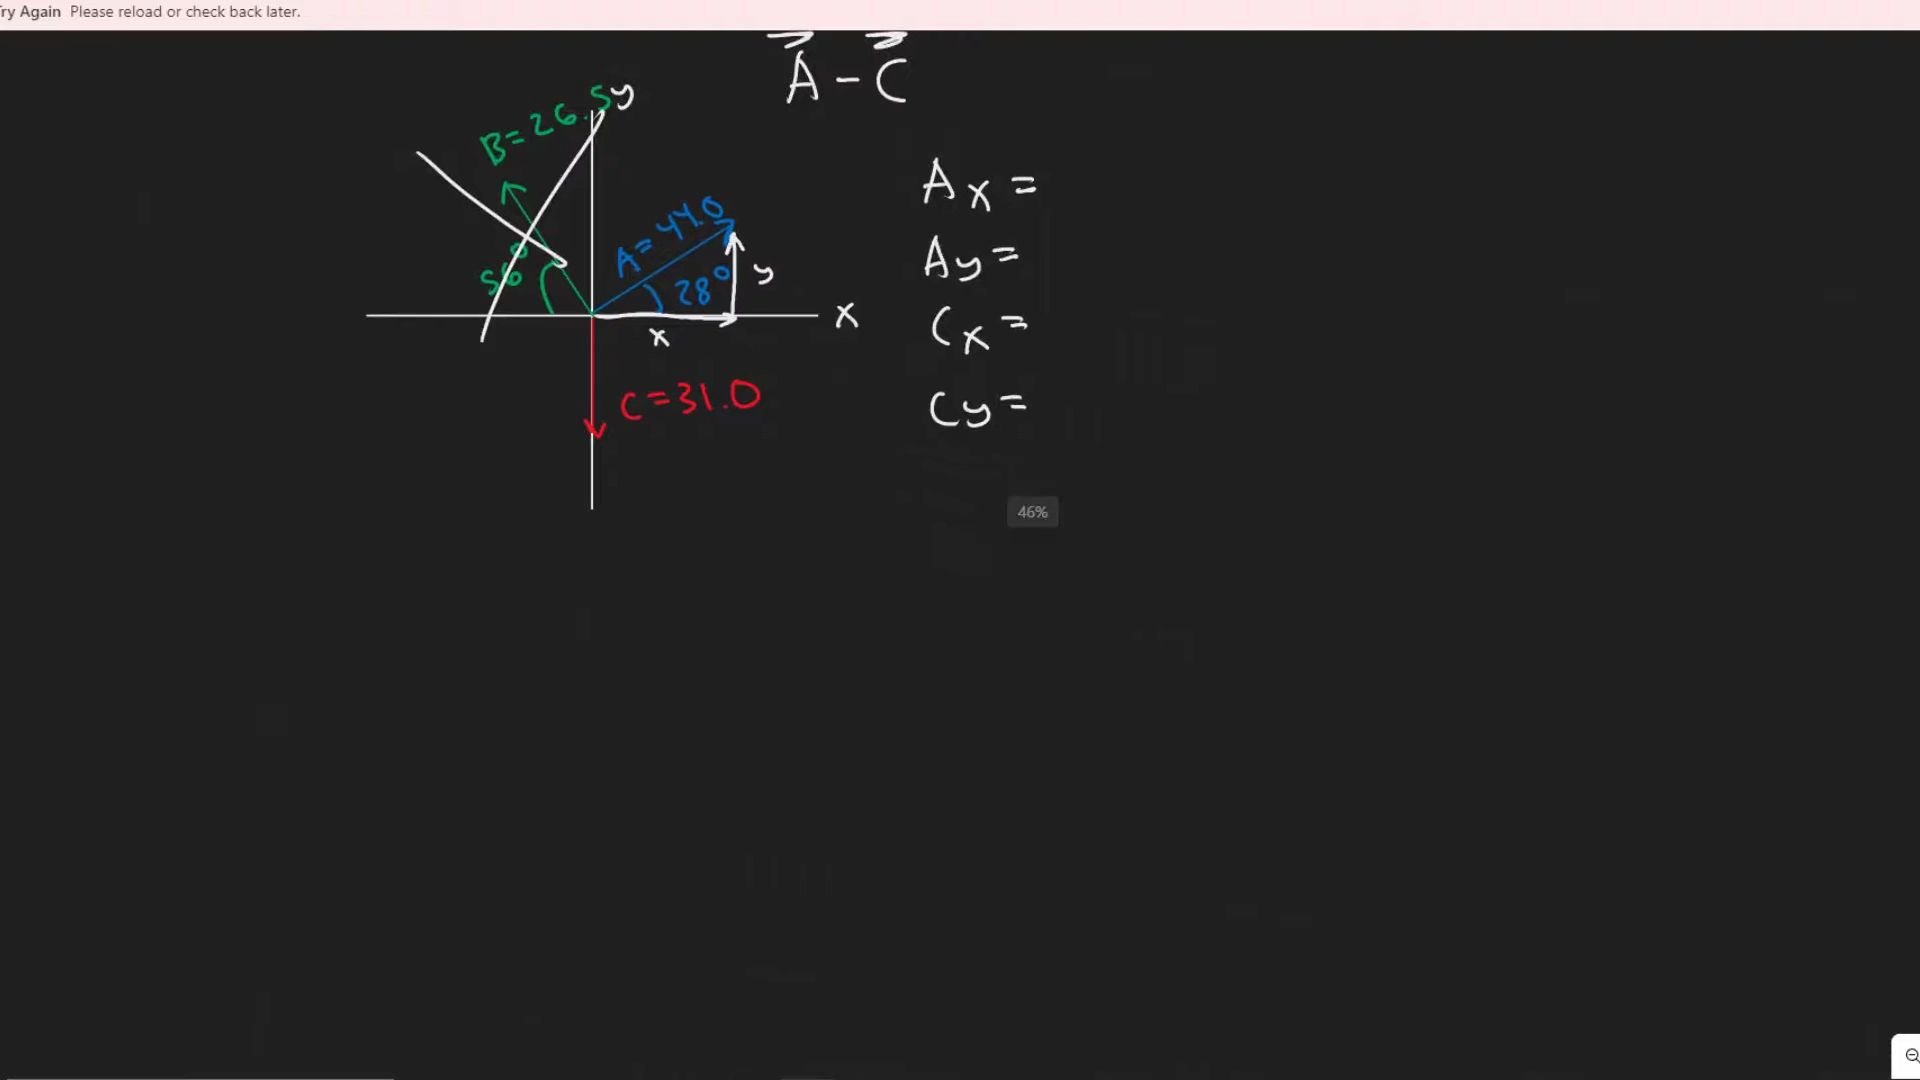 Try Again Please reload or check back later.
A - C
y
B = 26.5
A = 44.0
56°
28°
y
x
x
C = 31.0
Ax =
Ay =
Cx =
Cy =
46%